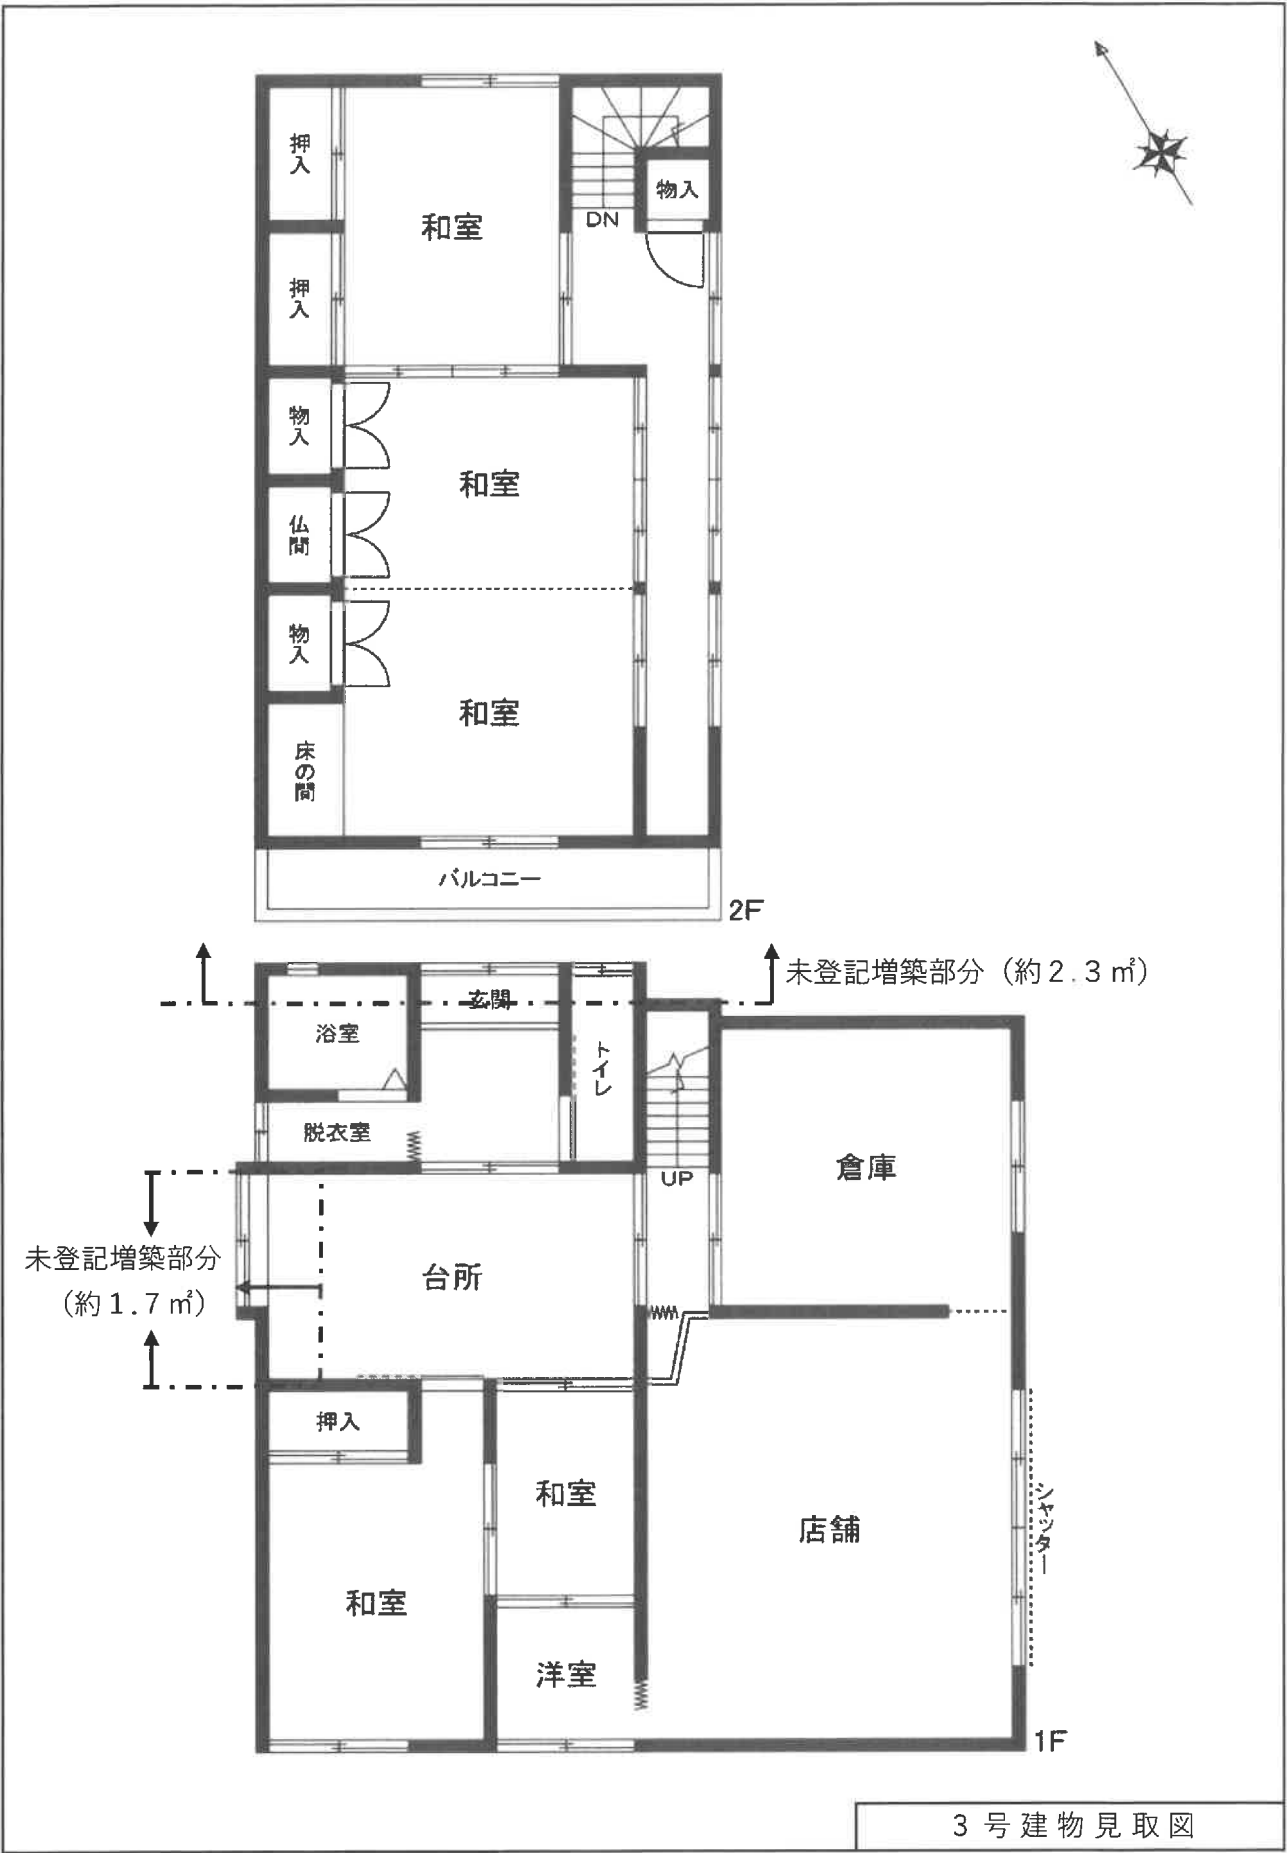 押入
和室
物入
DN
押入
物入
和室
仏間
物入
和室
床の間
バルコニー
2F
未登記増築部分（約2.3㎡）
玄関
浴室
トイレ
脱衣室
倉庫
UP
未登記増築部分
（約1.7㎡）
台所
押入
和室
店舗
シャッター
和室
洋室
1F
3号建物見取図